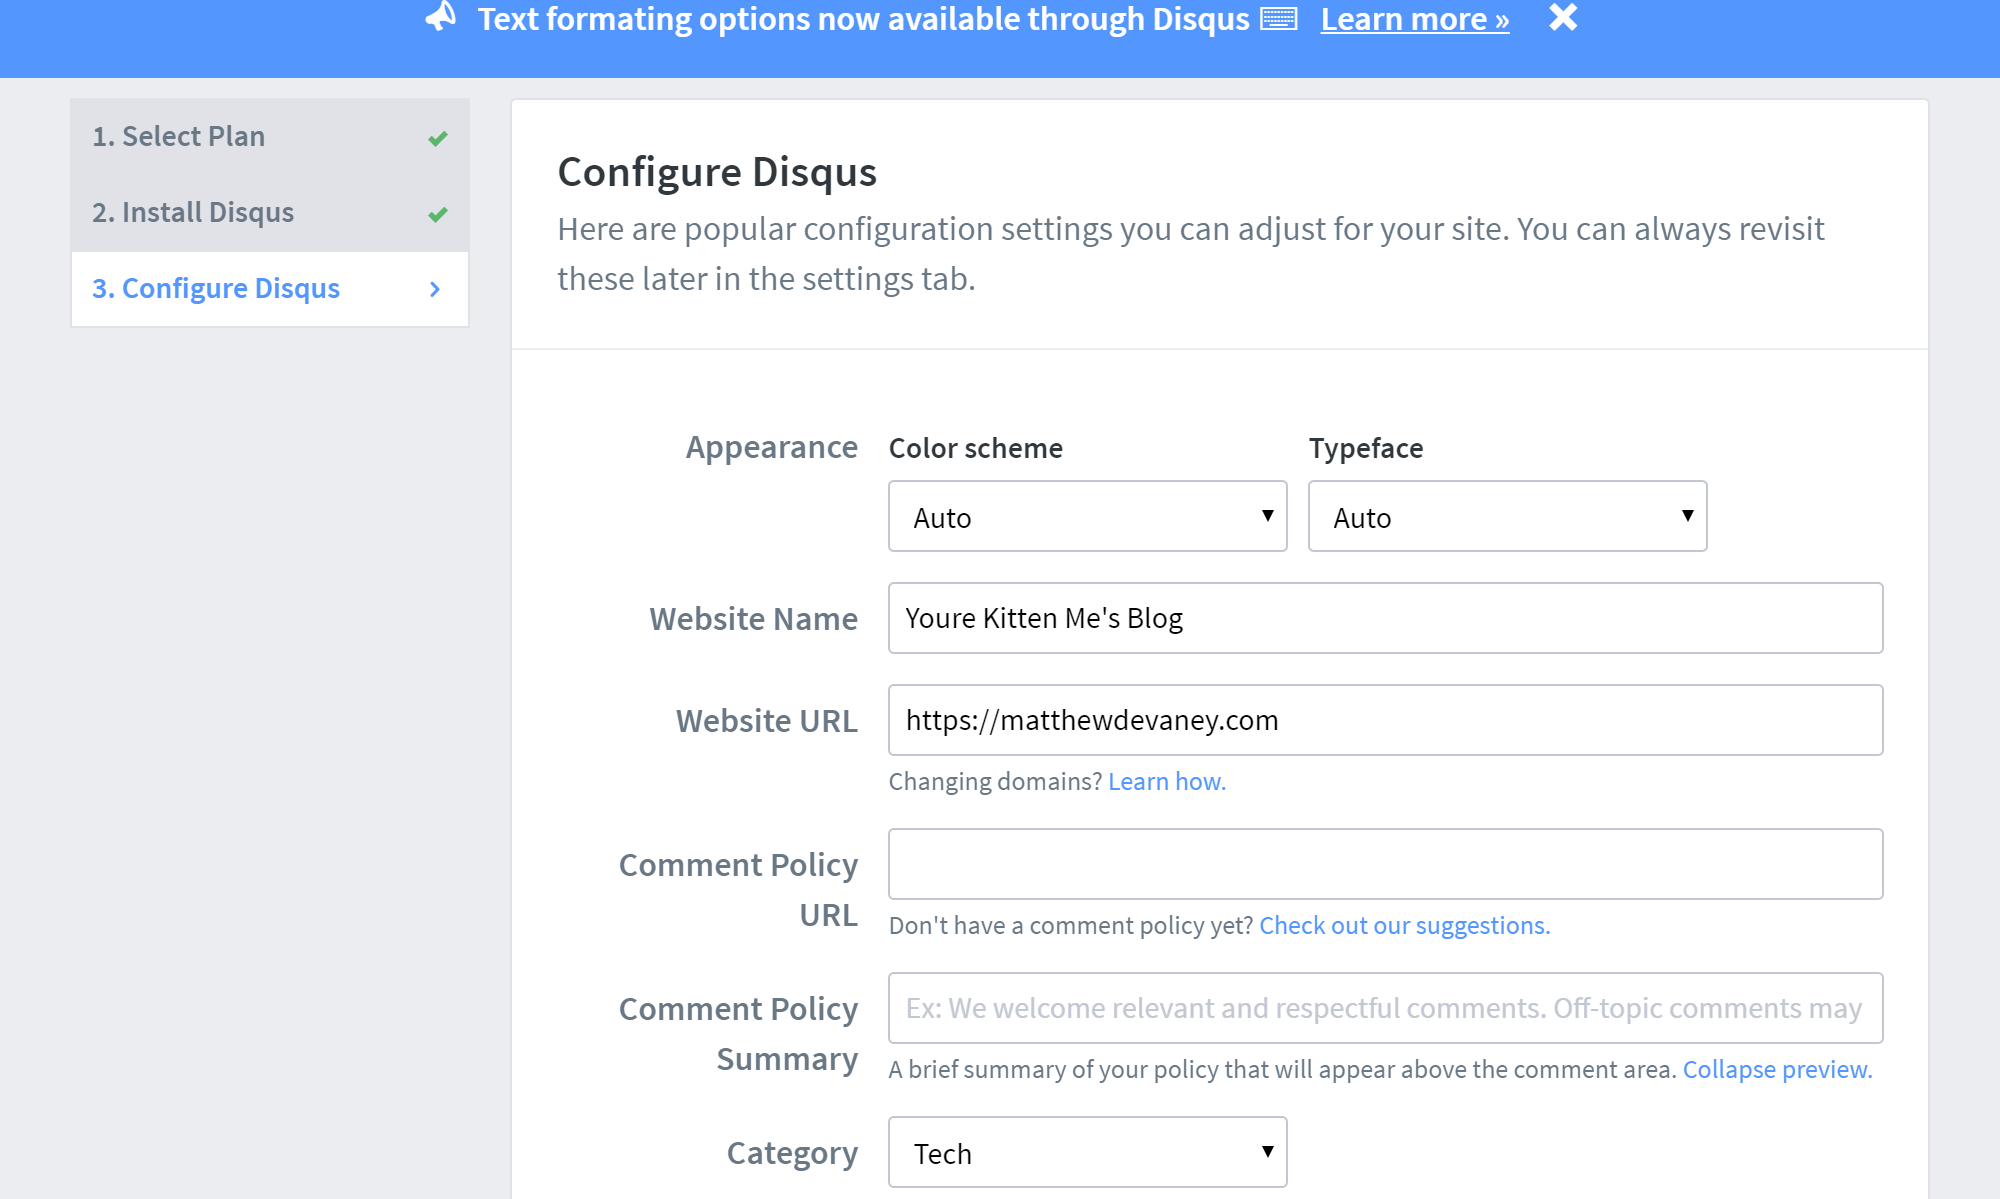 Text formating options now available through Disqus Learn more »
1. Select Plan
2. Install Disqus
3. Configure Disqus
Configure Disqus
Here are popular configuration settings you can adjust for your site. You can always revisit
these later in the settings tab.
Appearance
Color scheme
Typeface
Auto
Auto
Website Name
Youre Kitten Me's Blog
Website URL
https://matthewdevaney.com
Changing domains? Learn how.
Comment Policy
URL
Don't have a comment policy yet? Check out our suggestions.
Comment Policy
Summary
Ex: We welcome relevant and respectful comments. Off-topic comments may
A brief summary of your policy that will appear above the comment area. Collapse preview.
Category
Tech